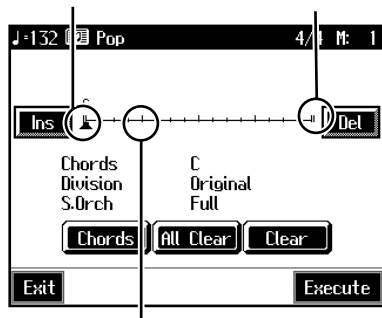 ♩=132 Pop 4/4 M: 1
C
Ins Del
Chords C
Division Original
S.Orch Full
Chords All Clear Clear
Exit Execute